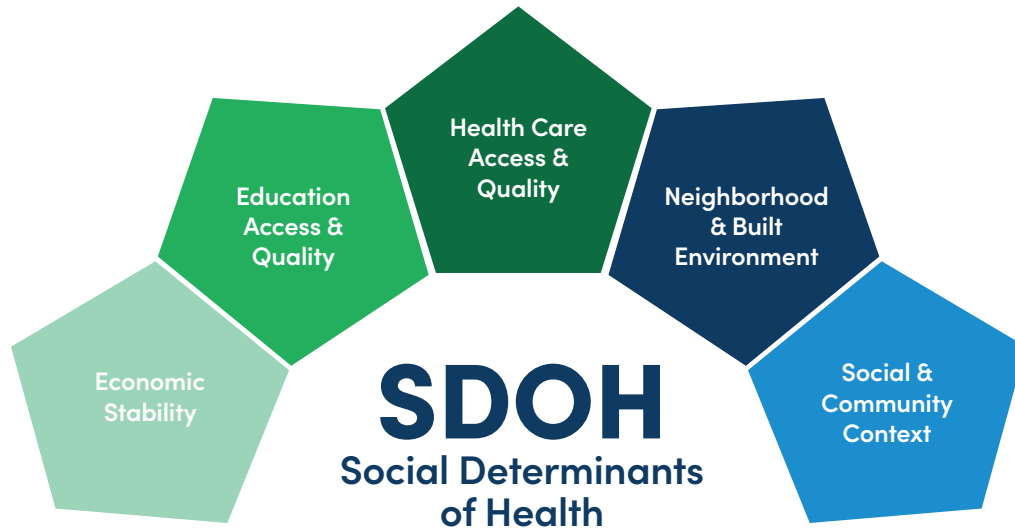 Health Care
Access &
Quality
Education
Access &
Quality
Neighborhood
& Built
Environment
Economic
Stability
Social &
Community
Context
SDOH
Social Determinants
of Health